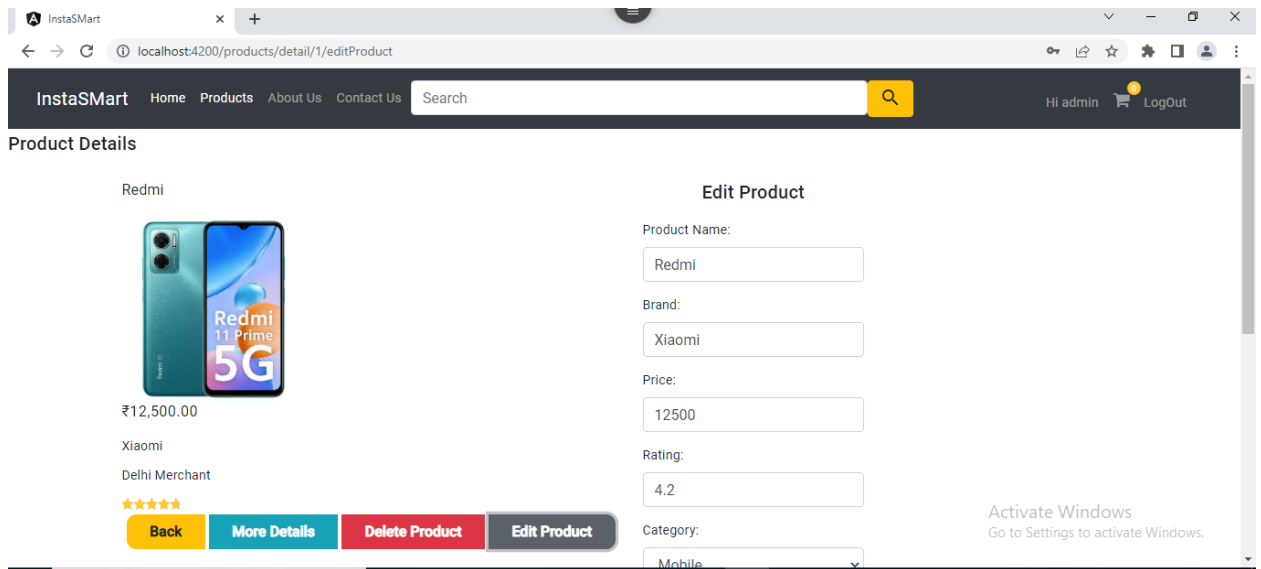 InstaSMart
localhost:4200/products/detail/1/editProduct
InstaSMart Home Products About Us Contact Us Search Hi admin 0 LogOut
Product Details
Redmi
Redmi
11 Prime
5G
₹12,500.00
Xiaomi
Delhi Merchant
Back More Details Delete Product Edit Product
Edit Product
Product Name:
Redmi
Brand:
Xiaomi
Price:
12500
Rating:
4.2
Category:
Mobile
Activate Windows
Go to Settings to activate Windows.